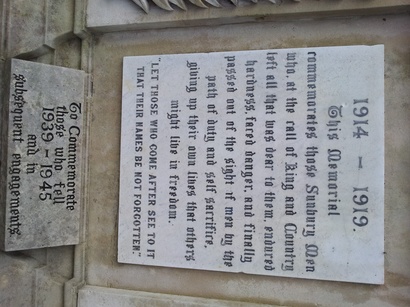 1914 – 1919.
This Memorial
commemorates those Sunbury Men
who, at the call of King and Country
left all that was dear to them, endured
hardness, faced danger, and finally
passed out of the sight of men by the
path of duty and self sacrifice,
giving up their own lives that others
might live in freedom.
"LET THOSE WHO COME AFTER SEE TO IT
THAT THEIR NAMES BE NOT FORGOTTEN."
To Commemorate
those who fell
1939 – 1945
and in
subsequent engagements